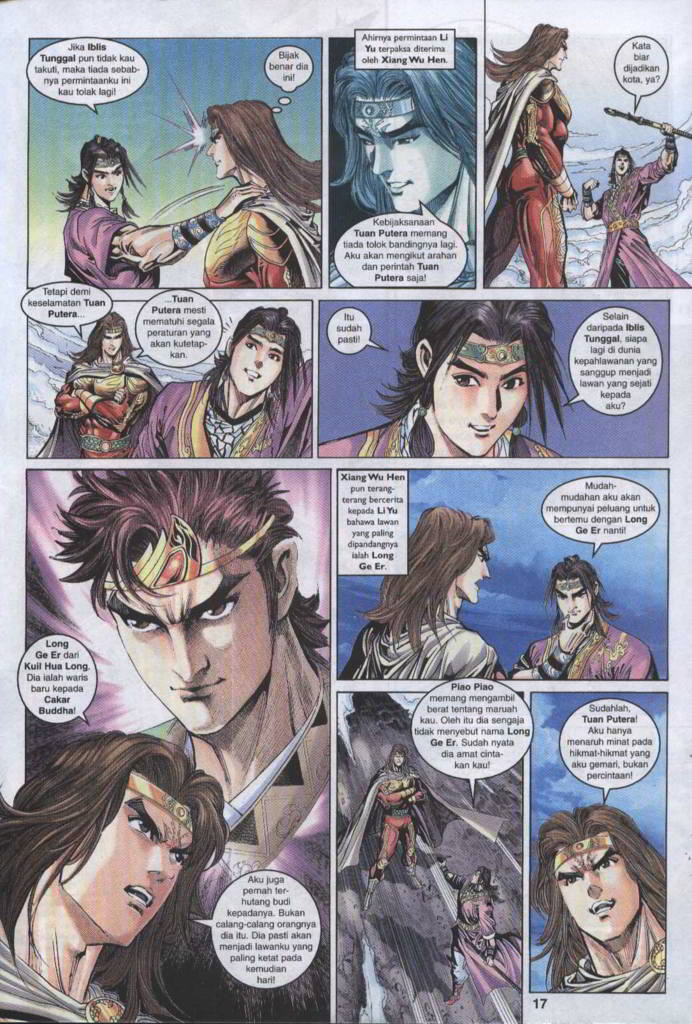 Jika Iblis
Tunggal pun tidak kau
takuti, maka tiada sebab-
nya permintaanku ini
kau tolak lagi!
Bijak
benar dia
ini!
Ahirnya permintaan Li
Yu terpaksa diterima
oleh Xiang Wu Hen.
Kebijaksanaan
Tuan Putera memang
tiada tolok bandingnya lagi.
Aku akan mengikut arahan
dan perintah Tuan
Putera saja!
Kata
biar
dijadikan
kota, ya?
Tetapi demi
keselamatan Tuan
Putera...
...Tuan
Putera mesti
mematuhi segala
peraturan yang
akan kutetap-
kan.
Itu
sudah
pasti!
Selain
daripada Iblis
Tunggal, siapa
lagi di dunia
kepahlawanan yang
sanggup menjadi
lawan yang sejati
kepada
aku?
Long
Ge Er dari
Kuil Hua Long.
Dia ialah waris
baru kepada
Cakar
Buddha!
Aku juga
pernah ter-
hutang budi
kepadanya. Bukan
calang-calang orangnya
dia itu. Dia pasti akan
menjadi lawanku yang
paling ketat pada
kemudian
hari!
Xiang Wu Hen
pun terang-
terang bercerita
kepada Li Yu
bahawa lawan
yang paling
dipandangnya
ialah Long
Ge Er.
Mudah-
mudahan aku akan
mempunyai peluang untuk
bertemu dengan Long
Ge Er nanti!
Piao Piao
memang mengambil
berat tentang maruah
kau. Oleh itu dia sengaja
tidak menyebut nama Long
Ge Er. Sudah nyata
dia amat cinta-
kan kau!
Sudahlah,
Tuan Putera!
Aku hanya
menaruh minat pada
hikmat-hikmat yang
aku gemari, bukan
percintaan!
17